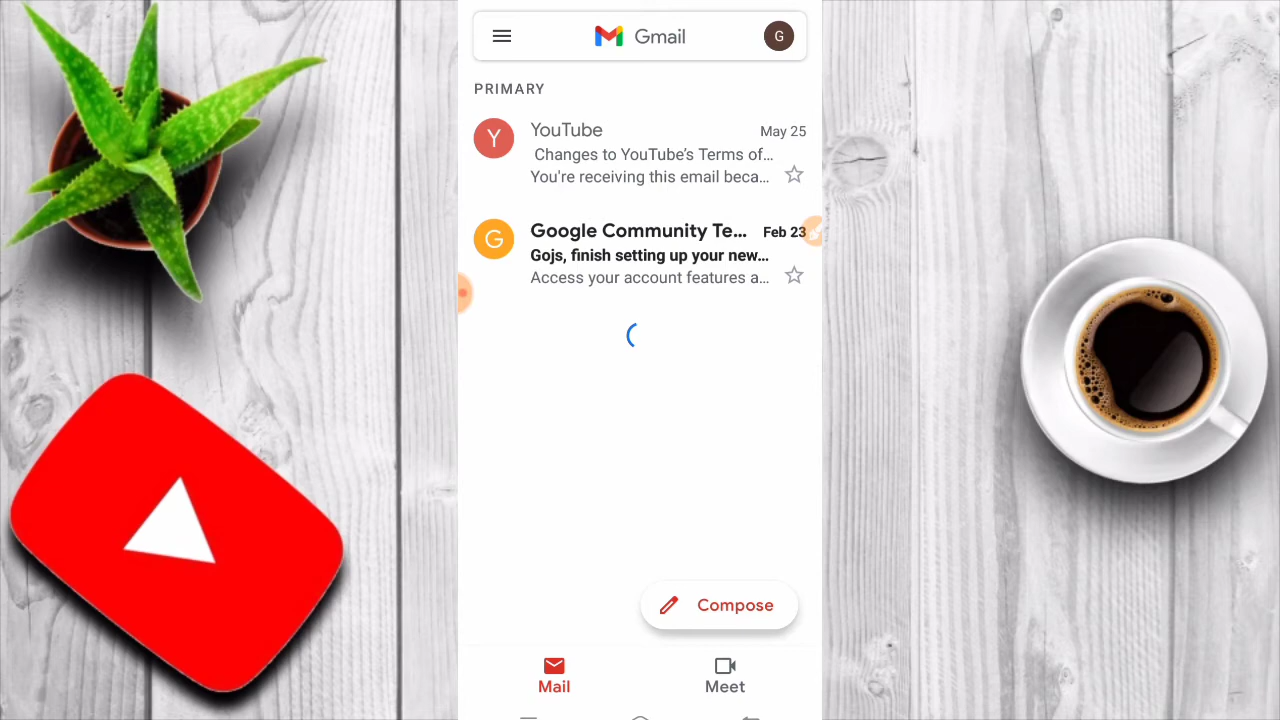 Gmail
G
PRIMARY
Y
YouTube
May 25
Changes to YouTube’s Terms of…
You're receiving this email beca…
G
Google Community Te…
Feb 23
Gojs, finish setting up your new…
Access your account features a…
Compose
Mail
Meet